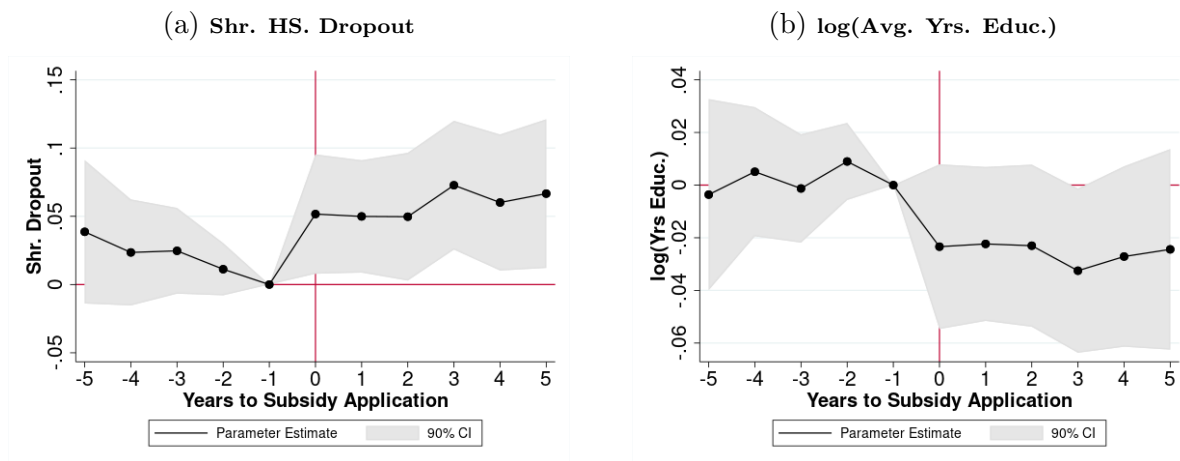 (a) Shr. HS. Dropout
Shr. Dropout
.15
.1
.05
0
-.05
-5 -4 -3 -2 -1 0 1 2 3 4 5
Years to Subsidy Application
Parameter Estimate 90% CI
(b) log(Avg. Yrs. Educ.)
log(Yrs Educ.)
.04
.02
0
-.02
-.04
-.06
-5 -4 -3 -2 -1 0 1 2 3 4 5
Years to Subsidy Application
Parameter Estimate 90% CI